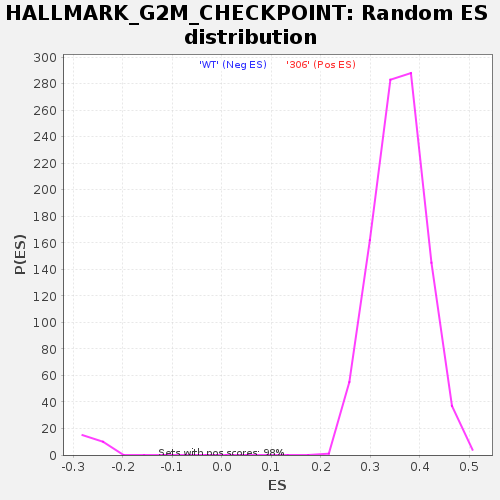 HALLMARK_G2M_CHECKPOINT: Random ES
distribution
'WT' (Neg ES) '306' (Pos ES)
P(ES)
300
280
260
240
220
200
180
160
140
120
100
80
60
40
20
0
Sets with pos scores: 98%
-0.3 -0.2 -0.1 0.0 0.1 0.2 0.3 0.4 0.5
ES